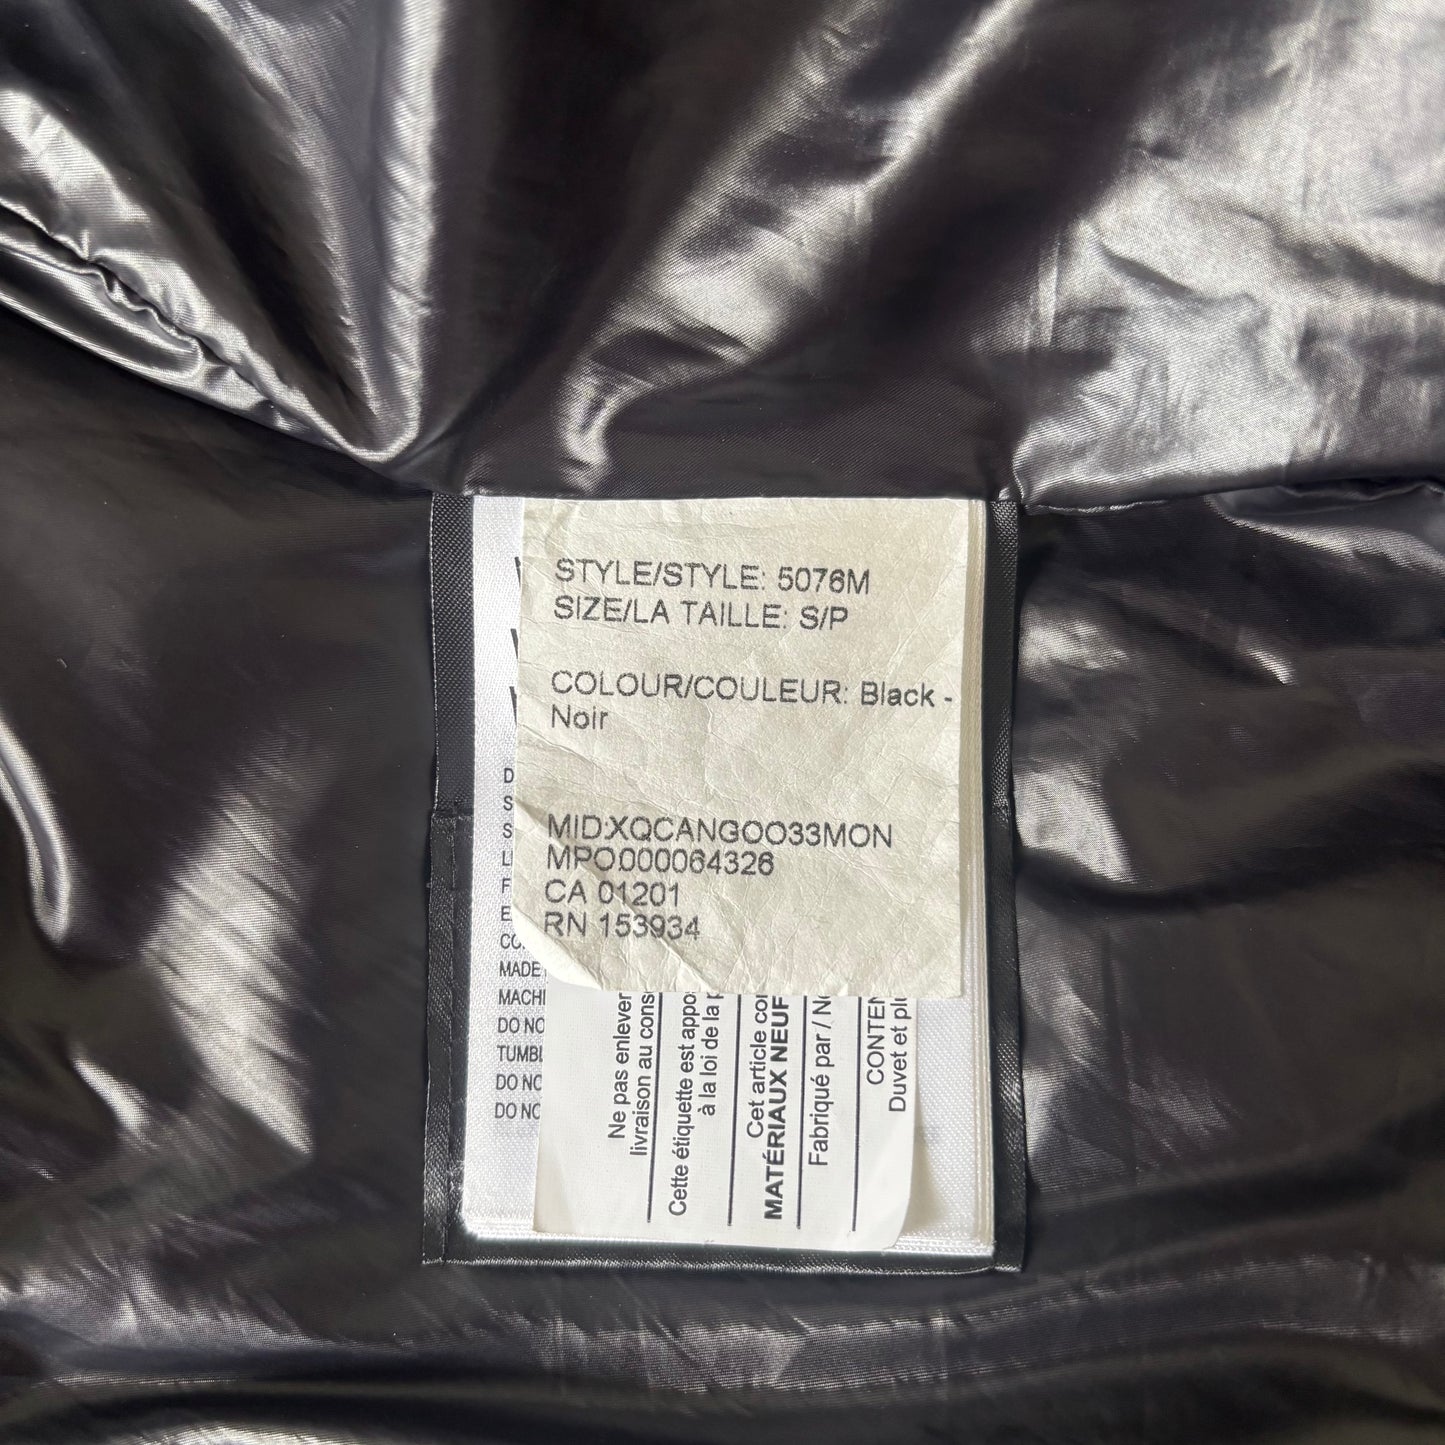 STYLE/STYLE: 5076M
SIZE/LA TAILLE: S/P
COLOUR/COULEUR: Black -
Noir
MID:XQCANGOO33MON
MPO:000064326
CA 01201
RN 153934
MADE
MACHI
DO NO
TUMBL
DO NO
DO NO
Ne pas enlever
livraison au cons
Cette étiquette est appo
à la loi de la p
Cet article con
MATÉRIAUX NEUF
Fabriqué par / No
CONTEN
Duvet et plu